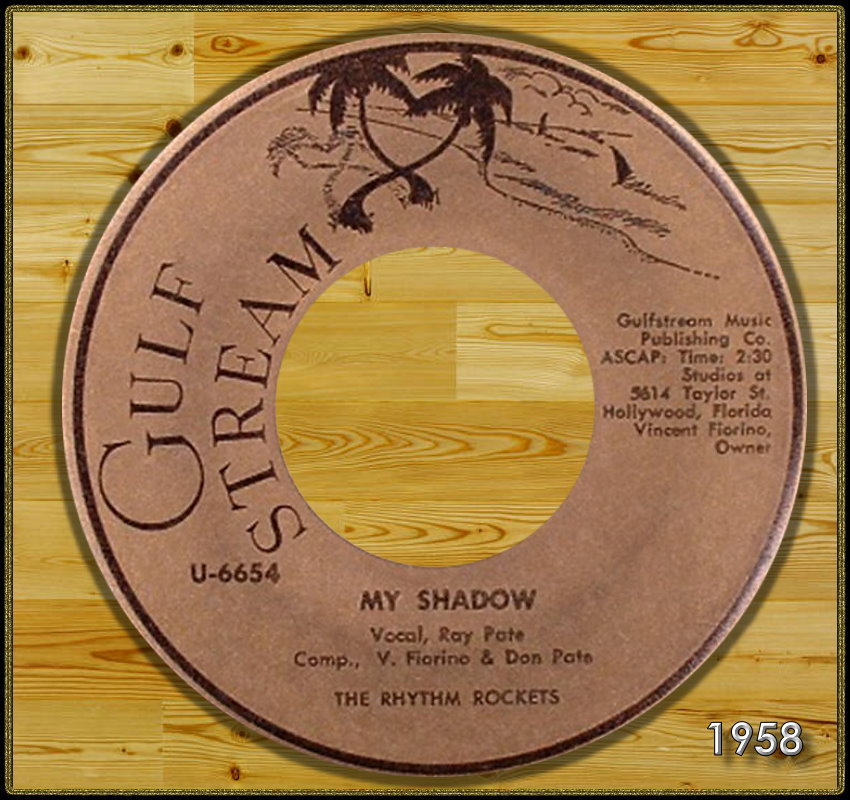 GULF
STREAM
Gulfstream Music
Publishing Co.
ASCAP: Time: 2:30
Studios at
5614 Taylor St.
Hollywood, Florida
Vincent Fiorino,
Owner
U-6654
MY SHADOW
Vocal, Ray Pate
Comp., V. Fiorino & Don Pate
THE RHYTHM ROCKETS
1958